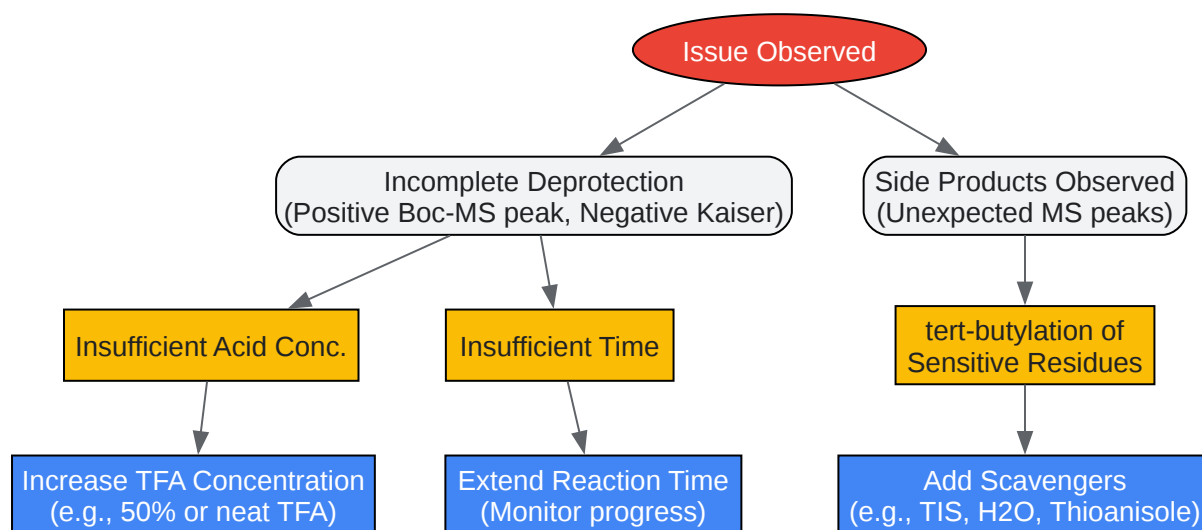 Issue Observed
Incomplete Deprotection
(Positive Boc-MS peak, Negative Kaiser)
Side Products Observed
(Unexpected MS peaks)
Insufficient Acid Conc.
Insufficient Time
tert-butylation of
Sensitive Residues
Increase TFA Concentration
(e.g., 50% or neat TFA)
Extend Reaction Time
(Monitor progress)
Add Scavengers
(e.g., TIS, H2O, Thioanisole)